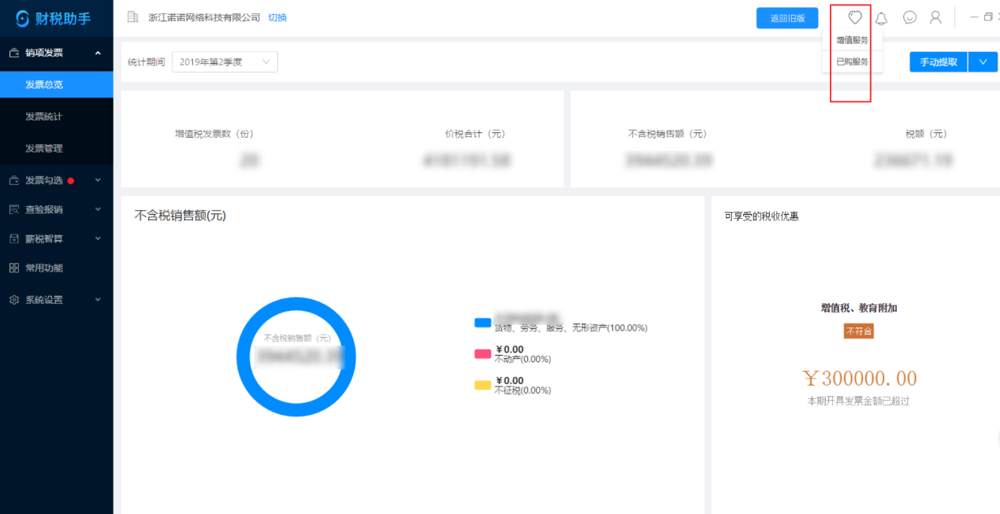 财税助手
浙江诺诺网络科技有限公司 切换
返回旧版
增值服务
已购服务
统计期间 2019年第2季度
手动提取
销项发票
发票总览
发票统计
发票管理
发票勾选
查验报销
薪税智算
常用功能
系统设置
增值税发票数（份）
价税合计（元）
不含税销售额（元）
税额（元）
不含税销售额(元)
不含税销售额（元）
货物、劳务、服务、无形资产(100.00%)
￥0.00
不动产(0.00%)
￥0.00
不征税(0.00%)
可享受的税收优惠
增值税、教育附加
不符合
￥300000.00
本期开具发票金额已超过